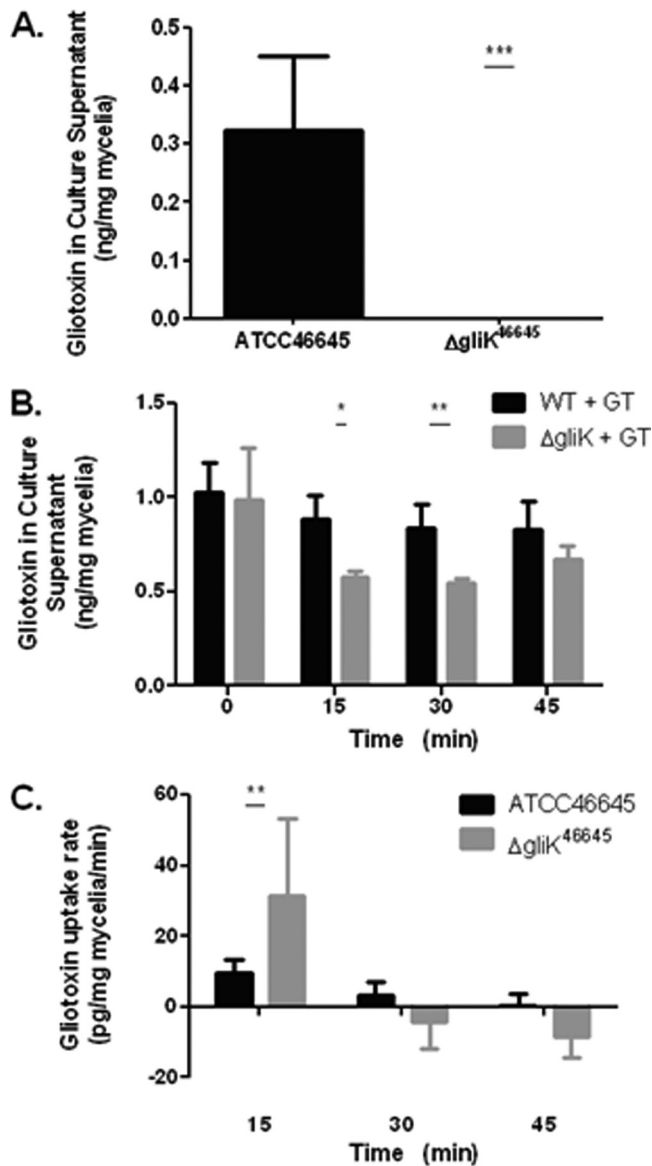 A.
Gliotoxin in Culture Supernatant
(ng/mg mycelia)
0.5
0.4
0.3
0.2
0.1
0.0
***
ATCC46645
ΔgliK46645
B.
Gliotoxin in Culture
Supernatant
(ng/mg mycelia)
1.5
1.0
0.5
0.0
*
**
WT + GT
ΔgliK + GT
0
15
30
45
Time (min)
C.
Gliotoxin uptake rate
(pg/mg mycelia/min)
60
40
20
0
-20
**
ATCC46645
ΔgliK46645
15
30
45
Time (min)